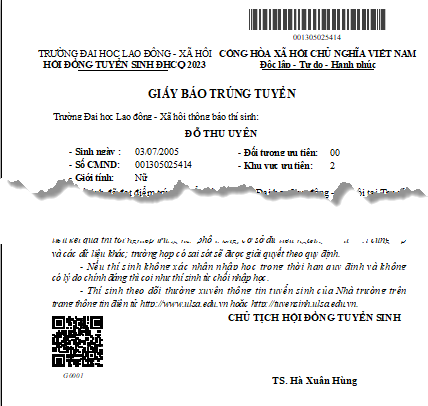 001305025414
TRƯỜNG ĐẠI HỌC LAO ĐỘNG - XÃ HỘI
HỘI ĐỒNG TUYỂN SINH ĐHCQ 2023
CỘNG HÒA XÃ HỘI CHỦ NGHĨA VIỆT NAM
Độc lập - Tự do - Hạnh phúc
GIẤY BÁO TRÚNG TUYỂN
Trường Đại học Lao động - Xã hội thông báo thí sinh:
ĐỖ THU UYÊN
- Sinh ngày : 03/07/2005 - Đối tượng ưu tiên: 00
- Số CMND: 001305025414 - Khu vực ưu tiên: 2
- Giới tính: Nữ
và các dữ liệu khác; trường hợp có sai sót sẽ được giải quyết theo quy định.
- Nếu thí sinh không xác nhận nhập học trong thời hạn quy định và không
có lý do chính đáng thì coi như thí sinh từ chối nhập học.
- Thí sinh theo dõi thường xuyên thông tin tuyển sinh của Nhà trường trên
trang thông tin điện tử http://www.ulsa.edu.vn hoặc http://tuyensinh.ulsa.edu.vn.
CHỦ TỊCH HỘI ĐỒNG TUYỂN SINH
G0001
TS. Hà Xuân Hùng